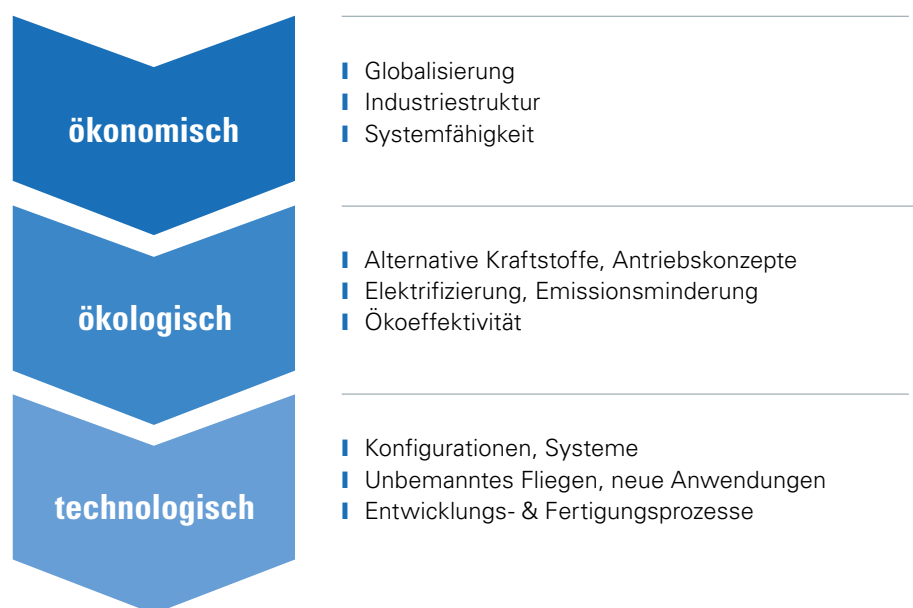 ökonomisch
Globalisierung
Industriestruktur
Systemfähigkeit
ökologisch
Alternative Kraftstoffe, Antriebskonzepte
Elektrifizierung, Emissionsminderung
Ökoeffektivität
technologisch
Konfigurationen, Systeme
Unbemanntes Fliegen, neue Anwendungen
Entwicklungs- & Fertigungsprozesse